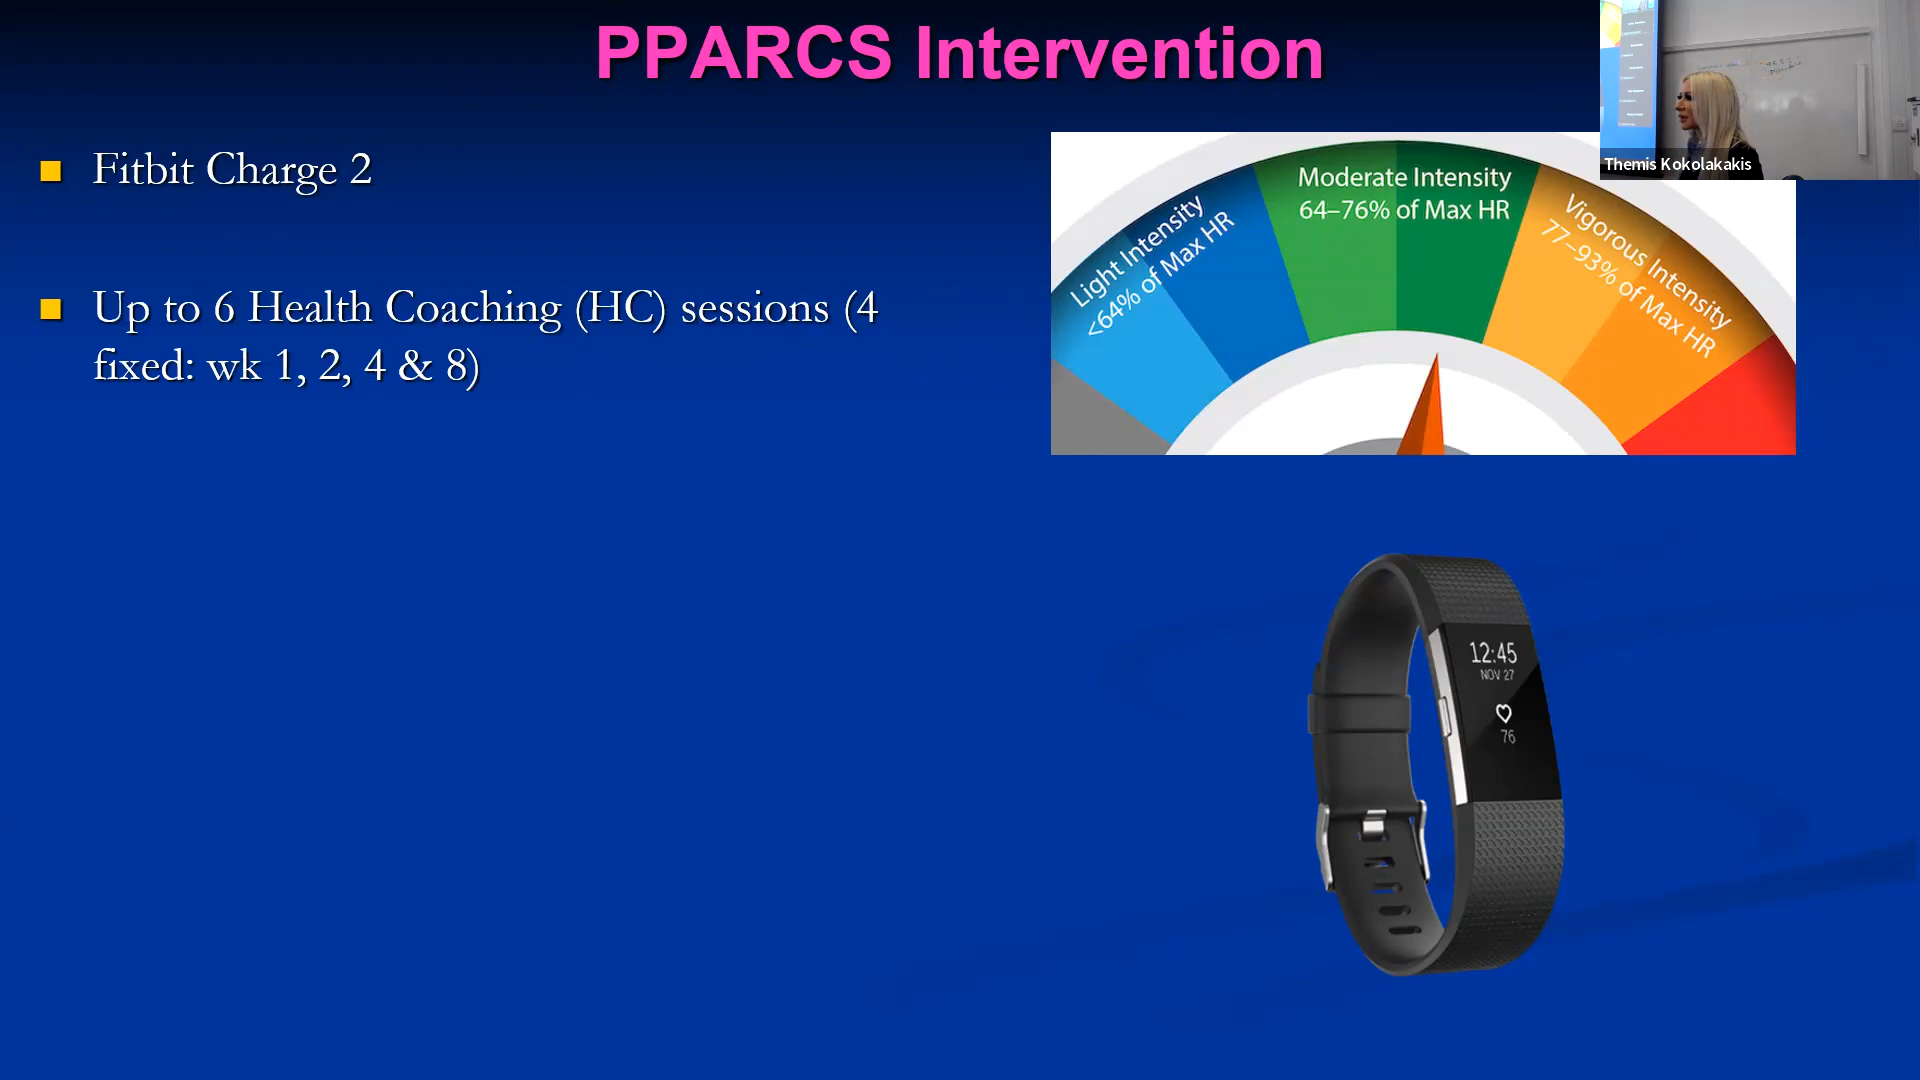 PPARCS Intervention
Fitbit Charge 2
Up to 6 Health Coaching (HC) sessions (4
fixed: wk 1, 2, 4 & 8)
Light Intensity
<64% of Max HR
Moderate Intensity
64–76% of Max HR
Vigorous Intensity
77–93% of Max HR
Themis Kokolakakis
12:45
NOV 27
76